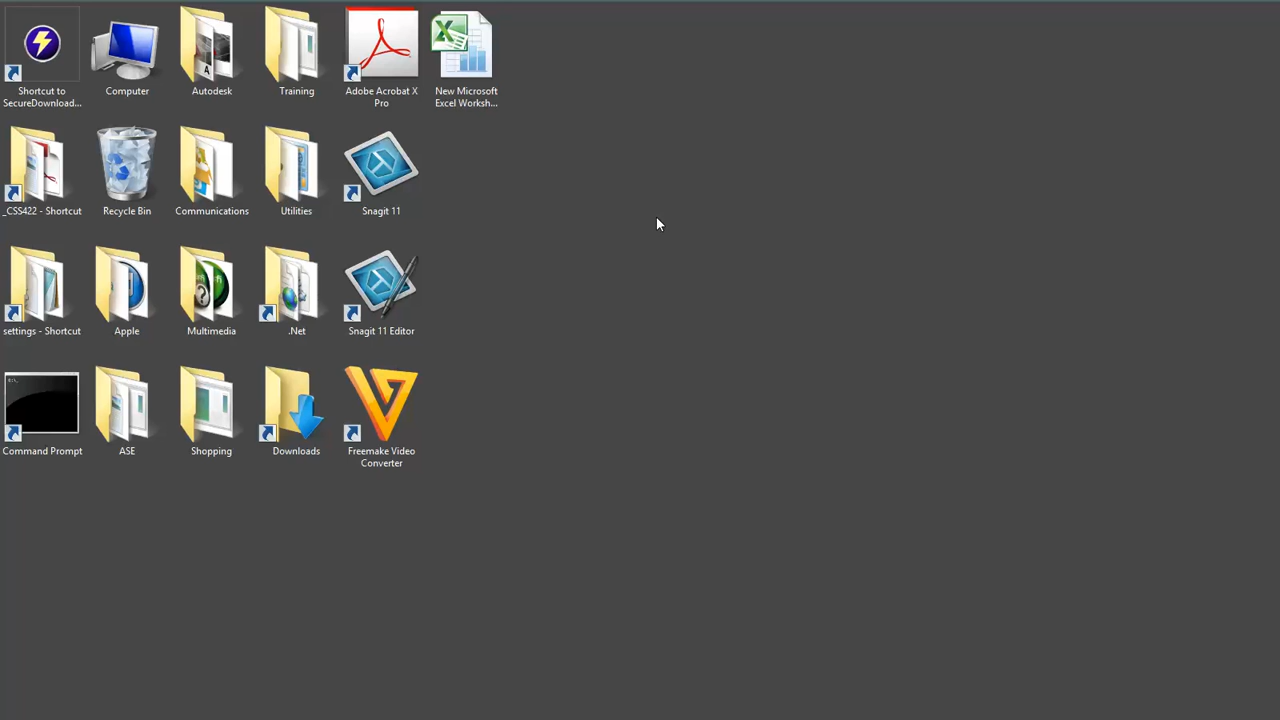 Shortcut to
SecureDownload...
Computer
Autodesk
Training
Adobe Acrobat X
Pro
New Microsoft
Excel Worksh...
_CSS422 - Shortcut
Recycle Bin
Communications
Utilities
Snagit 11
settings - Shortcut
Apple
Multimedia
.Net
Snagit 11 Editor
Command Prompt
ASE
Shopping
Downloads
Freemake Video
Converter